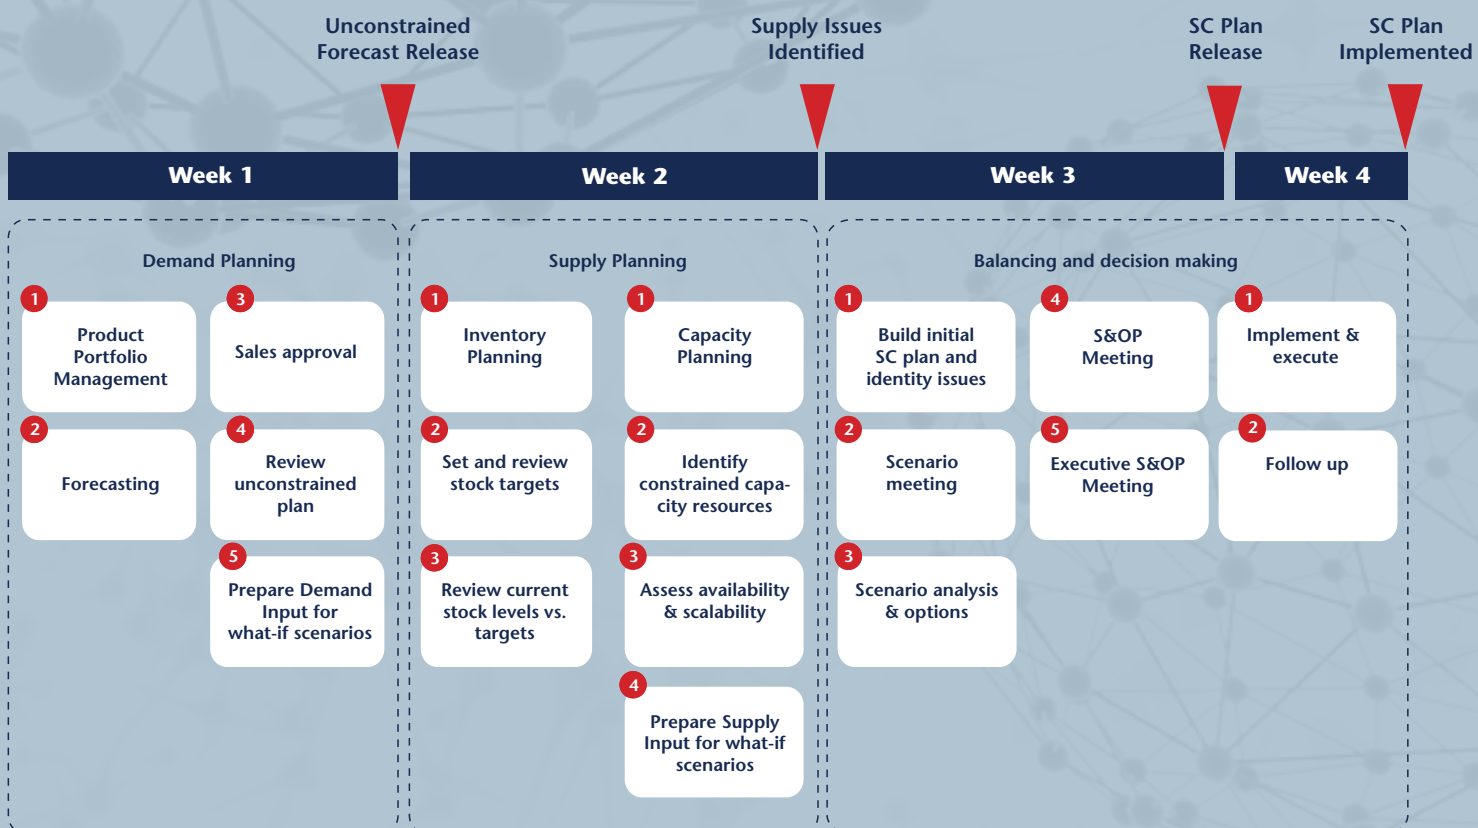 Unconstrained
Forecast Release
Supply Issues
Identified
SC Plan
Release
SC Plan
Implemented
Week 1
Week 2
Week 3
Week 4
Demand Planning
1
Product
Portfolio
Management
2
Forecasting
3
Sales approval
4
Review
unconstrained
plan
5
Prepare Demand
Input for
what-if scenarios
Supply Planning
1
Inventory
Planning
2
Set and review
stock targets
3
Review current
stock levels vs.
targets
1
Capacity
Planning
2
Identify
constrained capa-
city resources
3
Assess availability
& scalability
4
Prepare Supply
Input for what-if
scenarios
Balancing and decision making
1
Build initial
SC plan and
identity issues
2
Scenario
meeting
3
Scenario analysis
& options
4
S&OP
Meeting
5
Executive S&OP
Meeting
1
Implement &
execute
2
Follow up